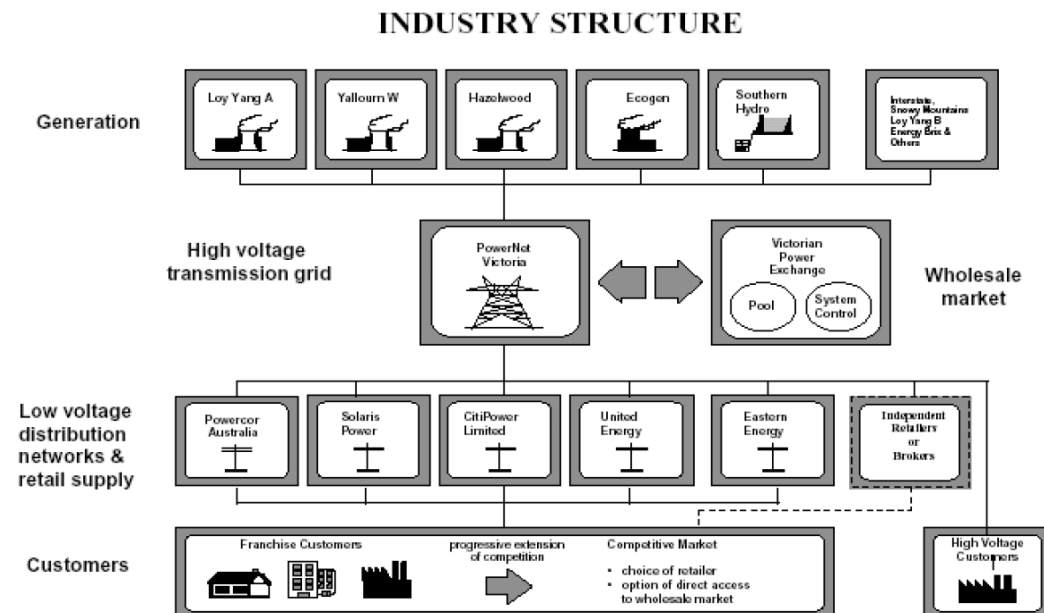 INDUSTRY STRUCTURE
Generation
Loy Yang A
Yallourn W
Hazelwood
Ecogen
Southern
Hydro
Interstate,
Snowy Mountains
Loy Yang B
Energy Brix &
Others
High voltage
transmission grid
PowerNet
Victoria
Victorian
Power
Exchange
Pool
System
Control
Wholesale
market
Low voltage
distribution
networks &
retail supply
Powercor
Australia
Solaris
Power
CitiPower
Limited
United
Energy
Eastern
Energy
Independent
Retailers
or
Brokers
Customers
Franchise Customers
progressive extension
of competition
Competitive Market
• choice of retailer
• option of direct access
to wholesale market
High Voltage
Customers